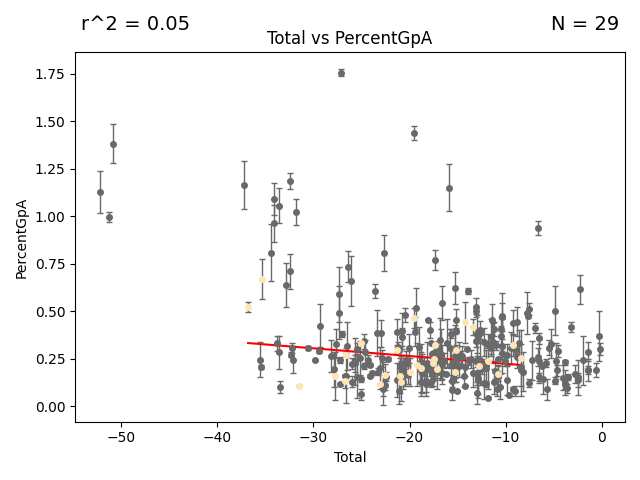 r^2 = 0.05
N = 29
Total vs PercentGpA
PercentGpA
1.75
1.50
1.25
1.00
0.75
0.50
0.25
0.00
−50
−40
−30
−20
−10
0
Total